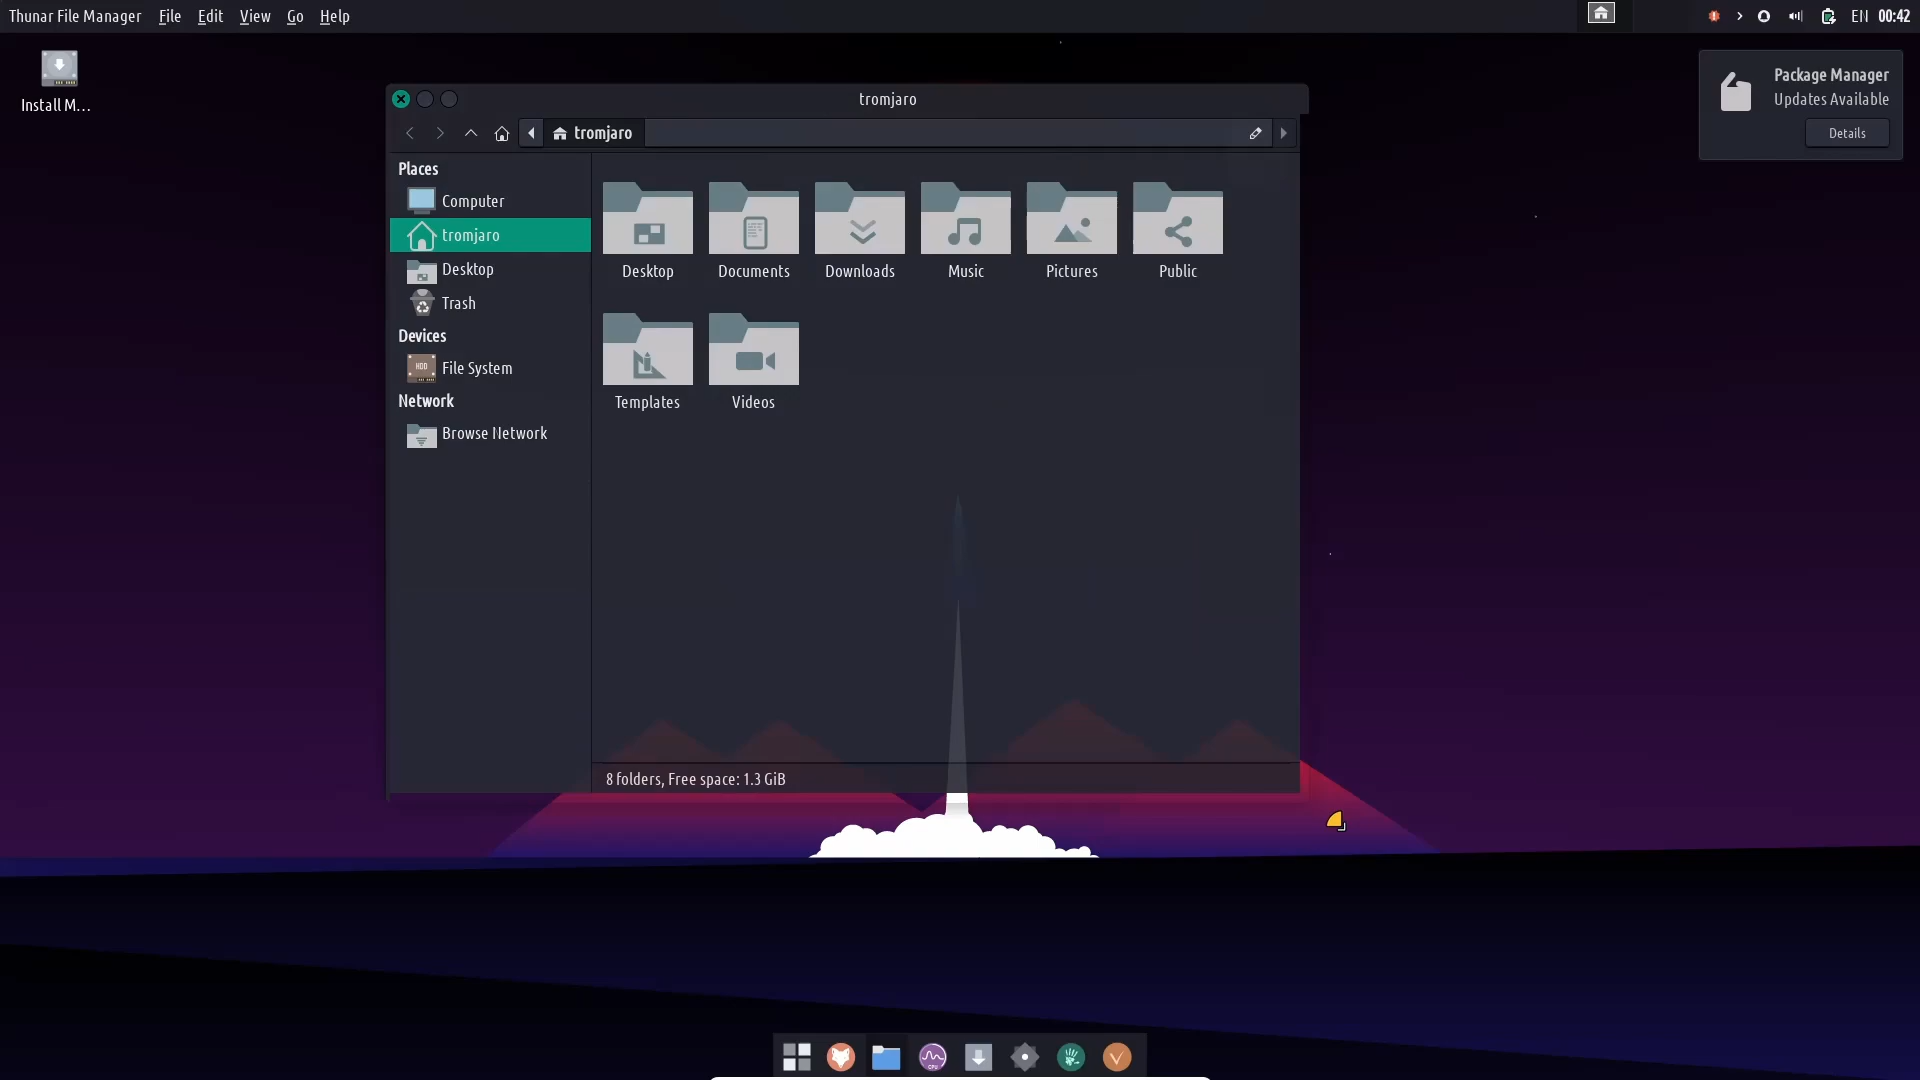 Thunar File Manager File Edit View Go Help
EN 00:42
Install M...
Package Manager
Updates Available
Details
tromjaro
tromjaro
Places
Computer
tromjaro
Desktop
Trash
Devices
HDD
File System
Network
Browse Network
Desktop Documents Downloads Music Pictures Public
Templates Videos
8 folders, Free space: 1.3 GiB
CPU